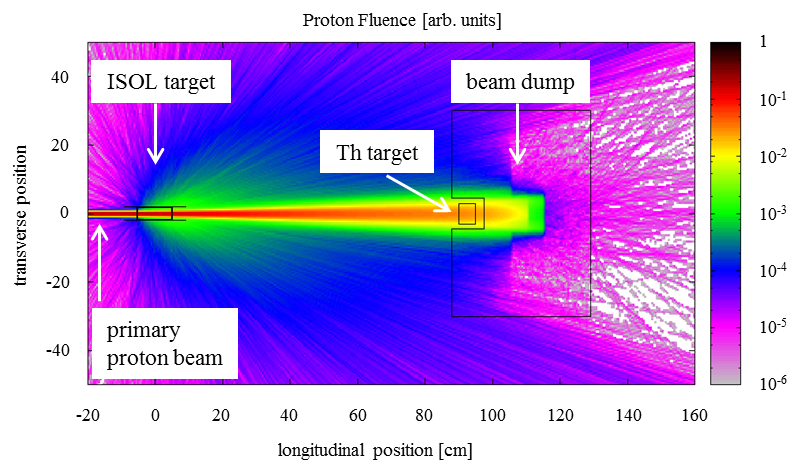 Proton Fluence [arb. units]
ISOL target
beam dump
Th target
primary
proton beam
transverse position
40
20
0
-20
-40
-20 0 20 40 60 80 100 120 140 160
longitudinal position [cm]
1
10⁻¹
10⁻²
10⁻³
10⁻⁴
10⁻⁵
10⁻⁶